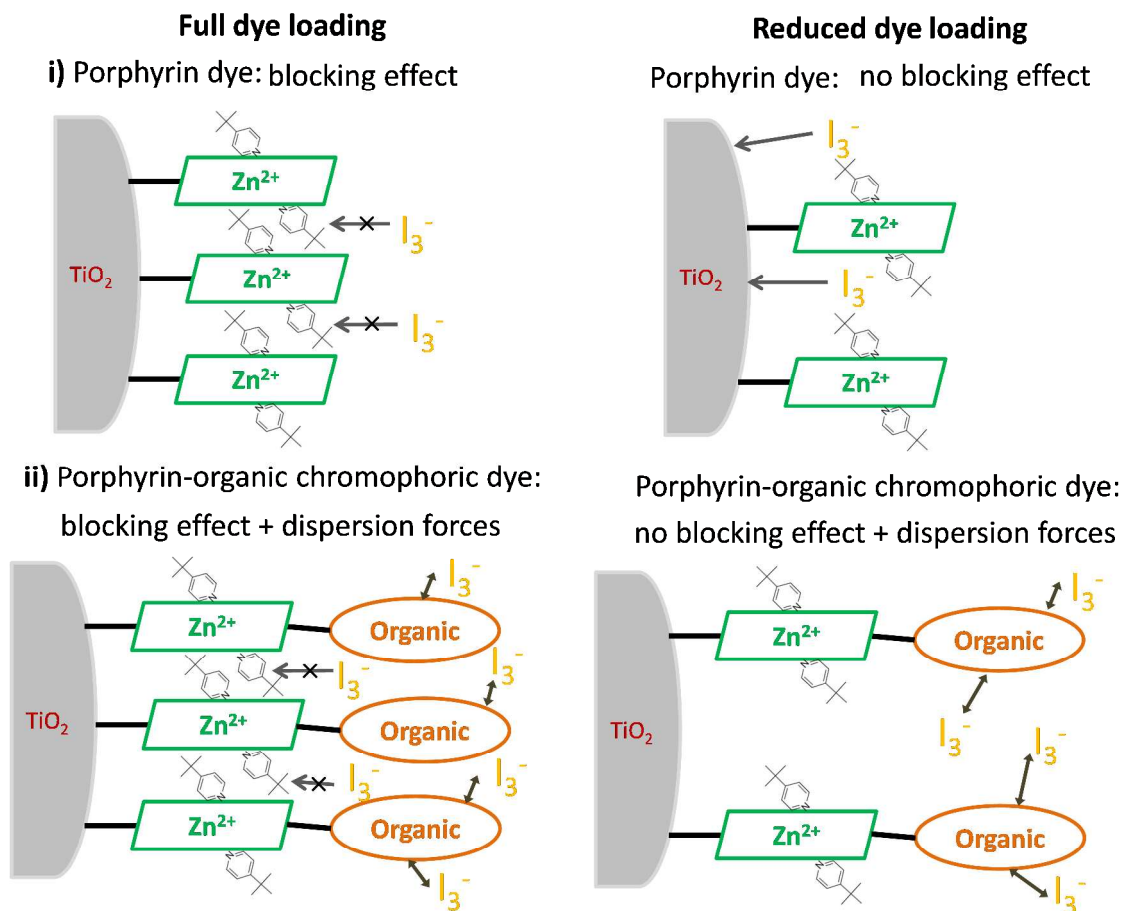 Full dye loading
i) Porphyrin dye: blocking effect
Zn²⁺
N
N
I₃⁻
TiO₂
Zn²⁺
N
N
I₃⁻
Zn²⁺
N
N
Reduced dye loading
Porphyrin dye: no blocking effect
I₃⁻
Zn²⁺
N
N
TiO₂
I₃⁻
Zn²⁺
N
N
ii) Porphyrin-organic chromophoric dye:
blocking effect + dispersion forces
I₃⁻
Zn²⁺
N
N
Organic
I₃⁻
I₃⁻
TiO₂
Zn²⁺
N
N
Organic
I₃⁻
I₃⁻
Zn²⁺
N
N
Organic
I₃⁻
Porphyrin-organic chromophoric dye:
no blocking effect + dispersion forces
I₃⁻
Zn²⁺
N
N
Organic
I₃⁻
TiO₂
I₃⁻
Zn²⁺
N
N
Organic
I₃⁻